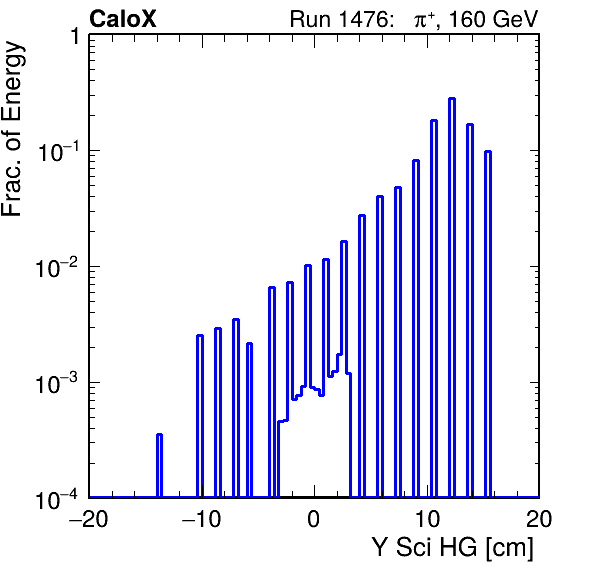 CaloX Run 1476: π⁺, 160 GeV
Frac. of Energy
1
10⁻¹
10⁻²
10⁻³
10⁻⁴
−20 −10 0 10 20
Y Sci HG [cm]